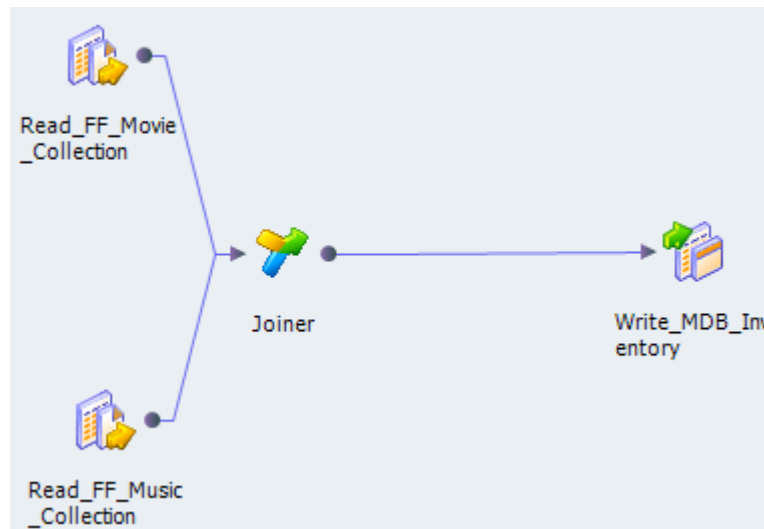 Read_FF_Movie
_Collection
Joiner
Write_MDB_Inv
entory
Read_FF_Music
_Collection